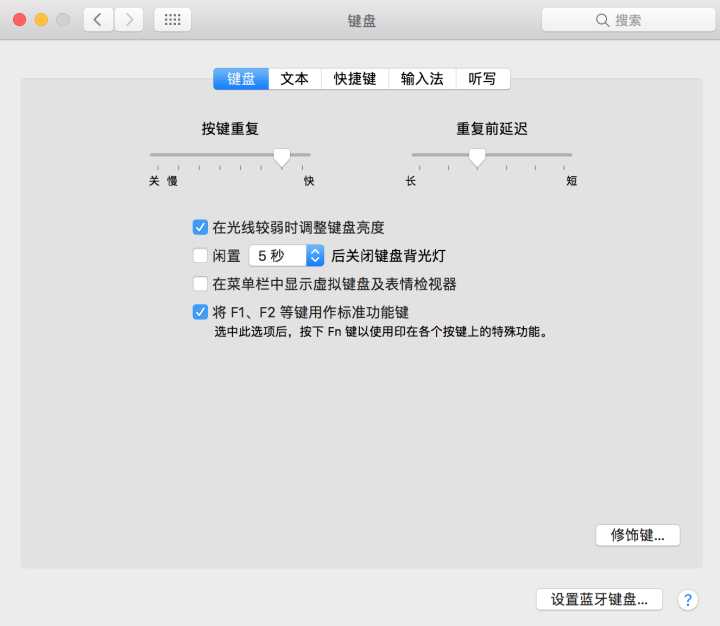 键盘
搜索
键盘 文本 快捷键 输入法 听写
按键重复 重复前延迟
关 慢 快 长 短
在光线较弱时调整键盘亮度
闲置 5 秒 后关闭键盘背光灯
在菜单栏中显示虚拟键盘及表情检视器
将 F1、F2 等键用作标准功能键
选中此选项后，按下 Fn 键以使用印在各个按键上的特殊功能。
修饰键...
设置蓝牙键盘...
?